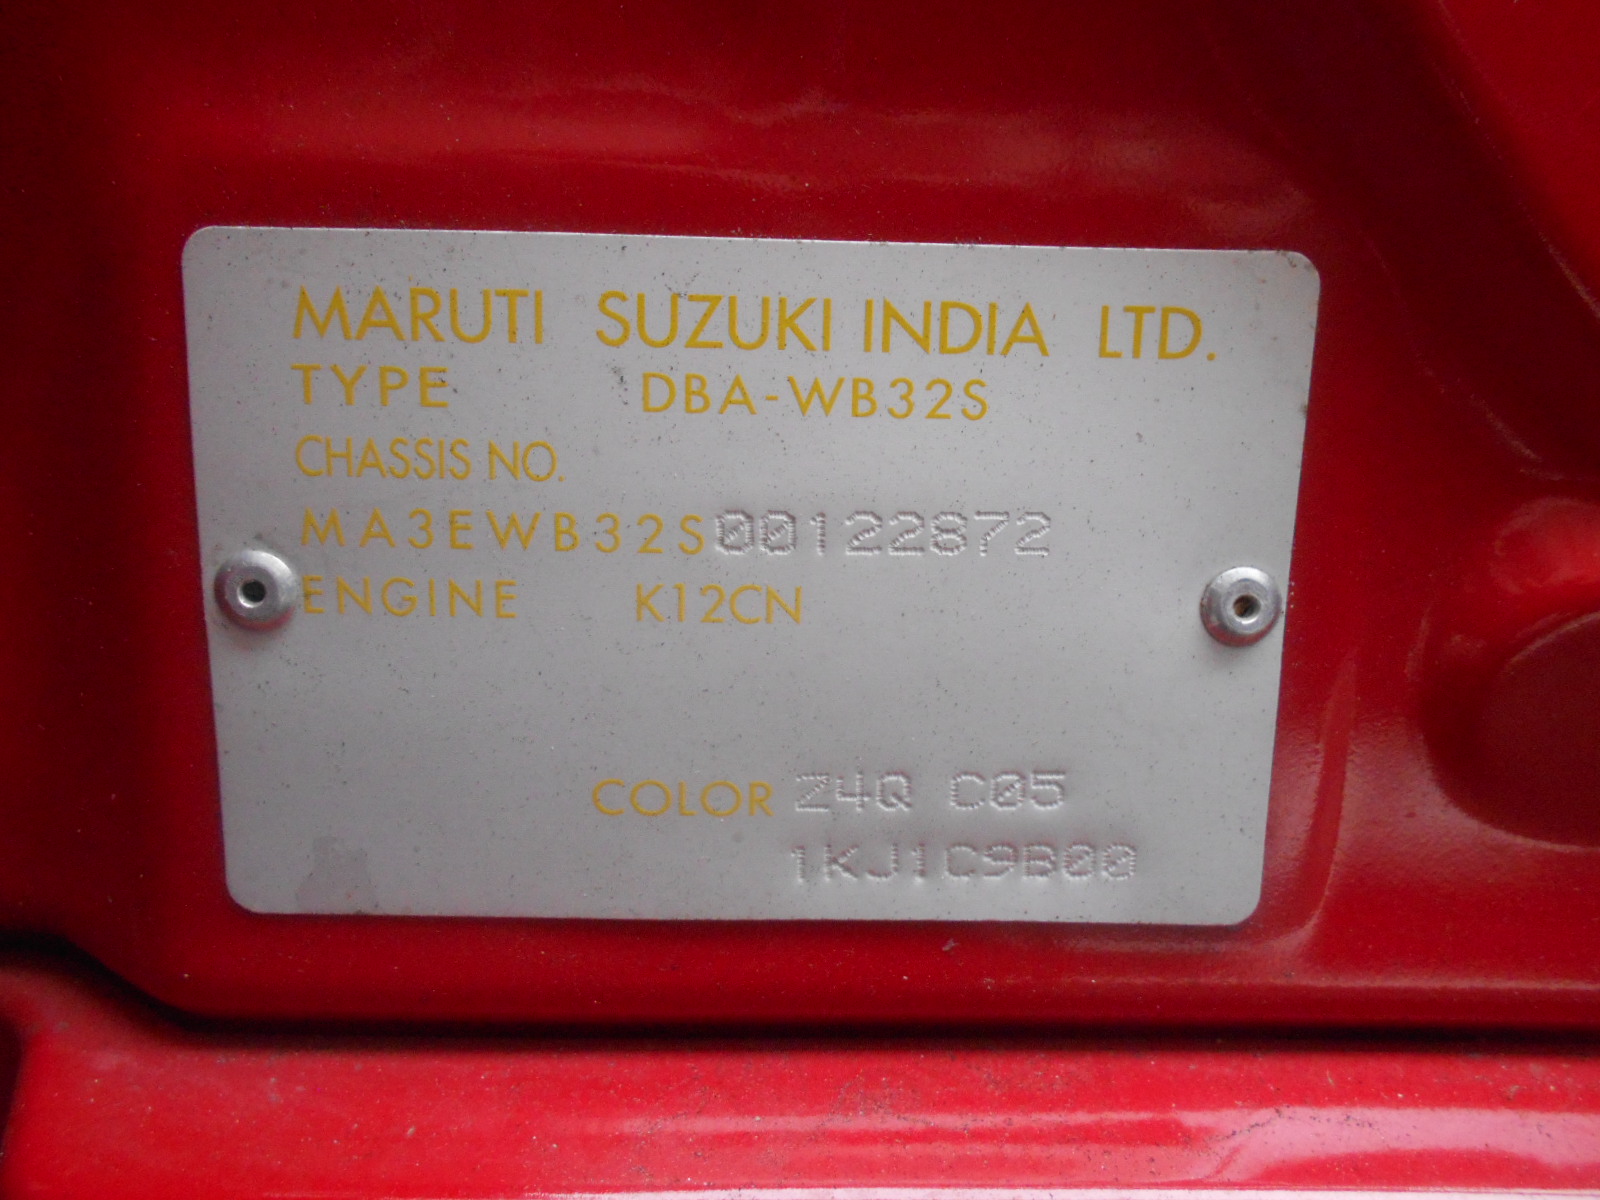 MARUTI SUZUKI INDIA LTD.
TYPE DBA-WB32S
CHASSIS NO.
MA3EWB32S00122872
ENGINE K12CN
COLOR Z4Q C05
1KJ1C9B00